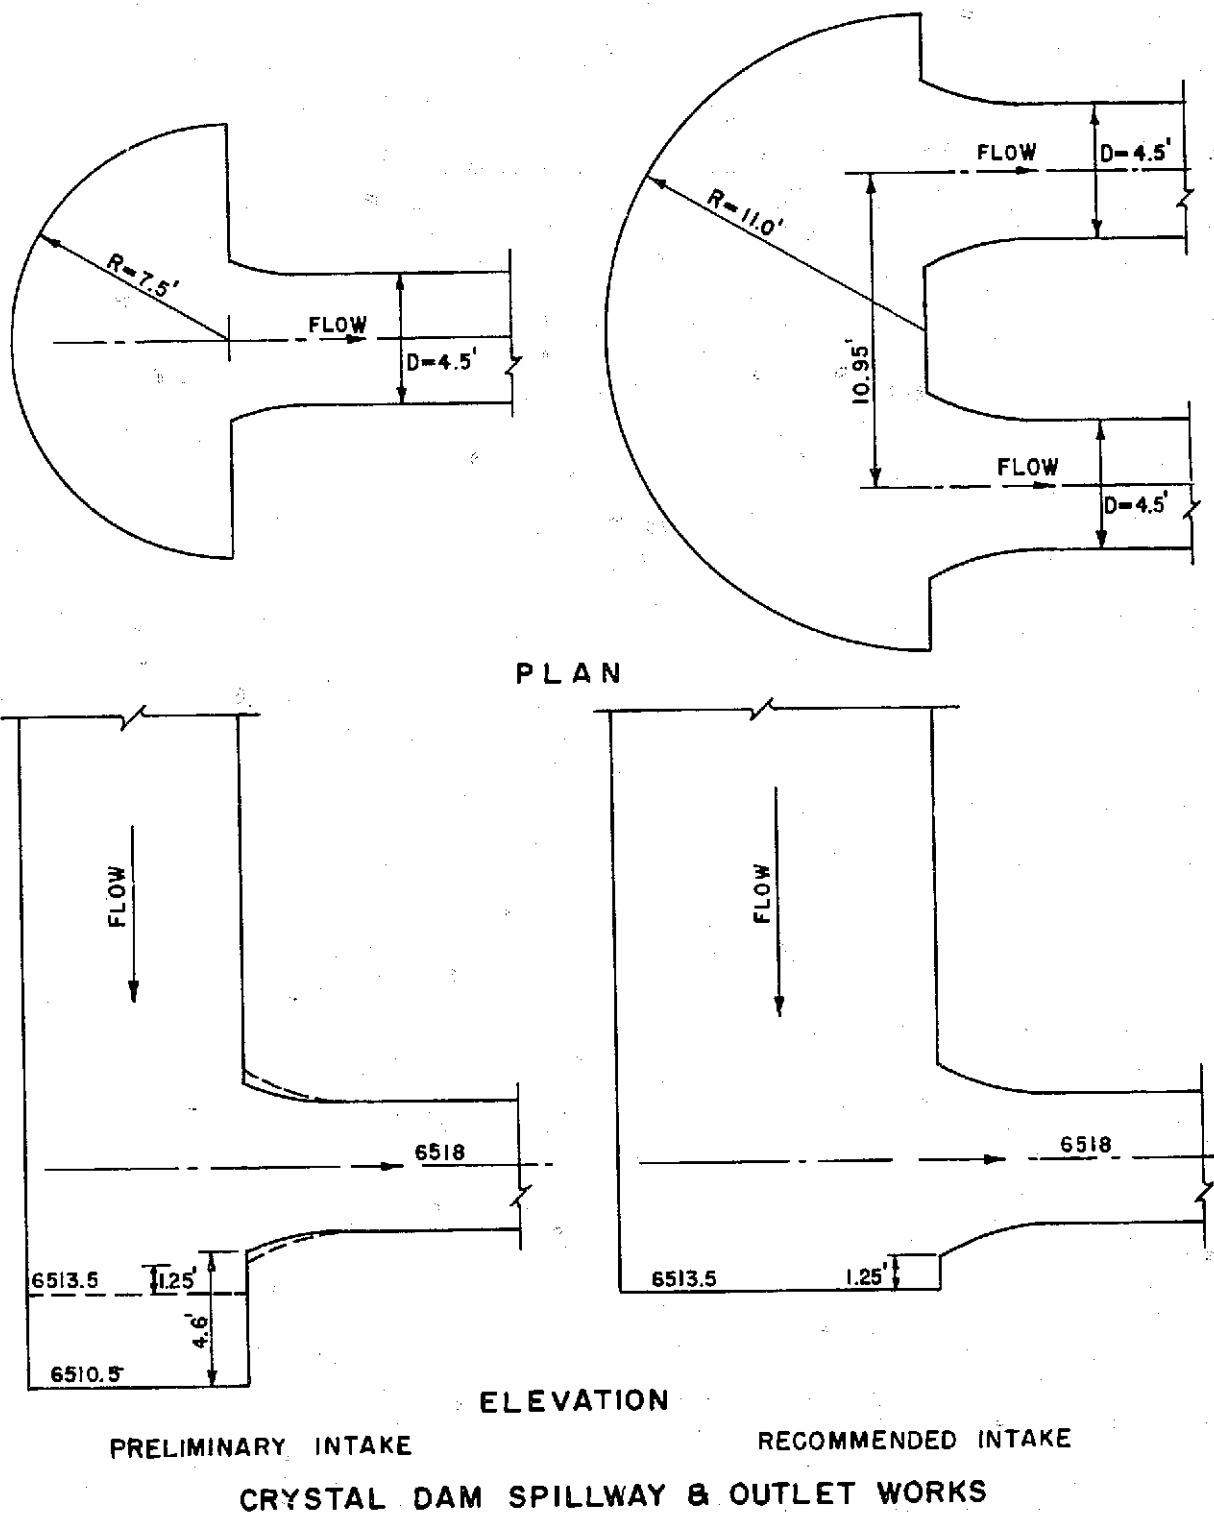 FLOW
D=4.5'
R=11.0'
R=7.5'
FLOW
D=4.5'
10.95'
FLOW
D=4.5'
PLAN
FLOW
FLOW
6518
6518
6513.5
1.25'
4.6'
6510.5
6513.5
1.25'
ELEVATION
PRELIMINARY INTAKE
RECOMMENDED INTAKE
CRYSTAL DAM SPILLWAY & OUTLET WORKS